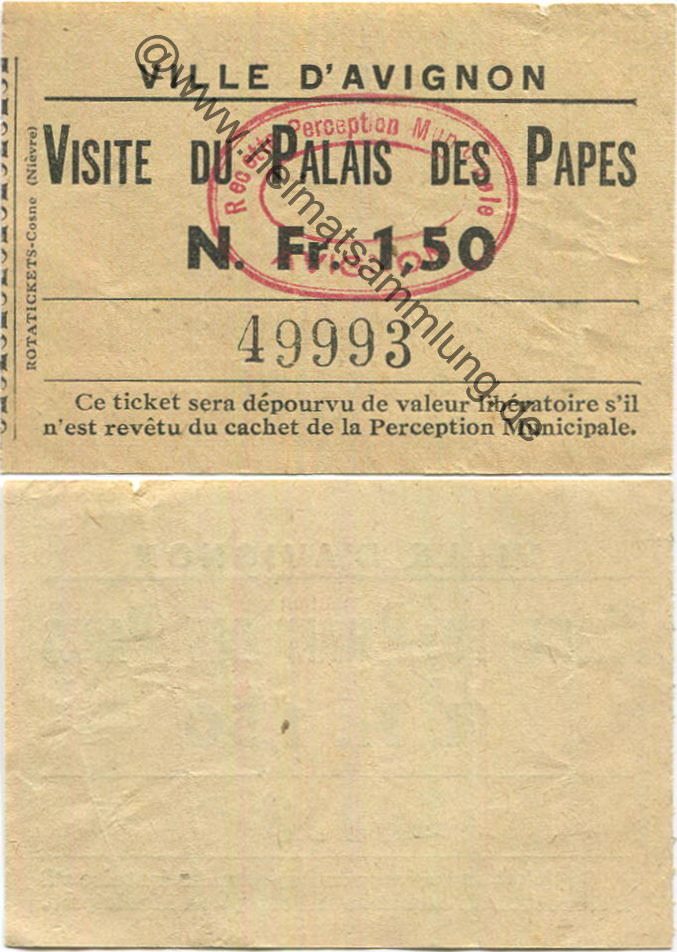 VILLE D'AVIGNON
VISITE DU PALAIS DES PAPES
N. Fr. 1,50
49993
Ce ticket sera dépourvu de valeur libératoire s'il
n'est revêtu du cachet de la Perception Municipale.
ROTATICKETS-Cosne (Nièvre)
Recette Perception Municipale
AVIGNON
@www.Heimatsammlung.de